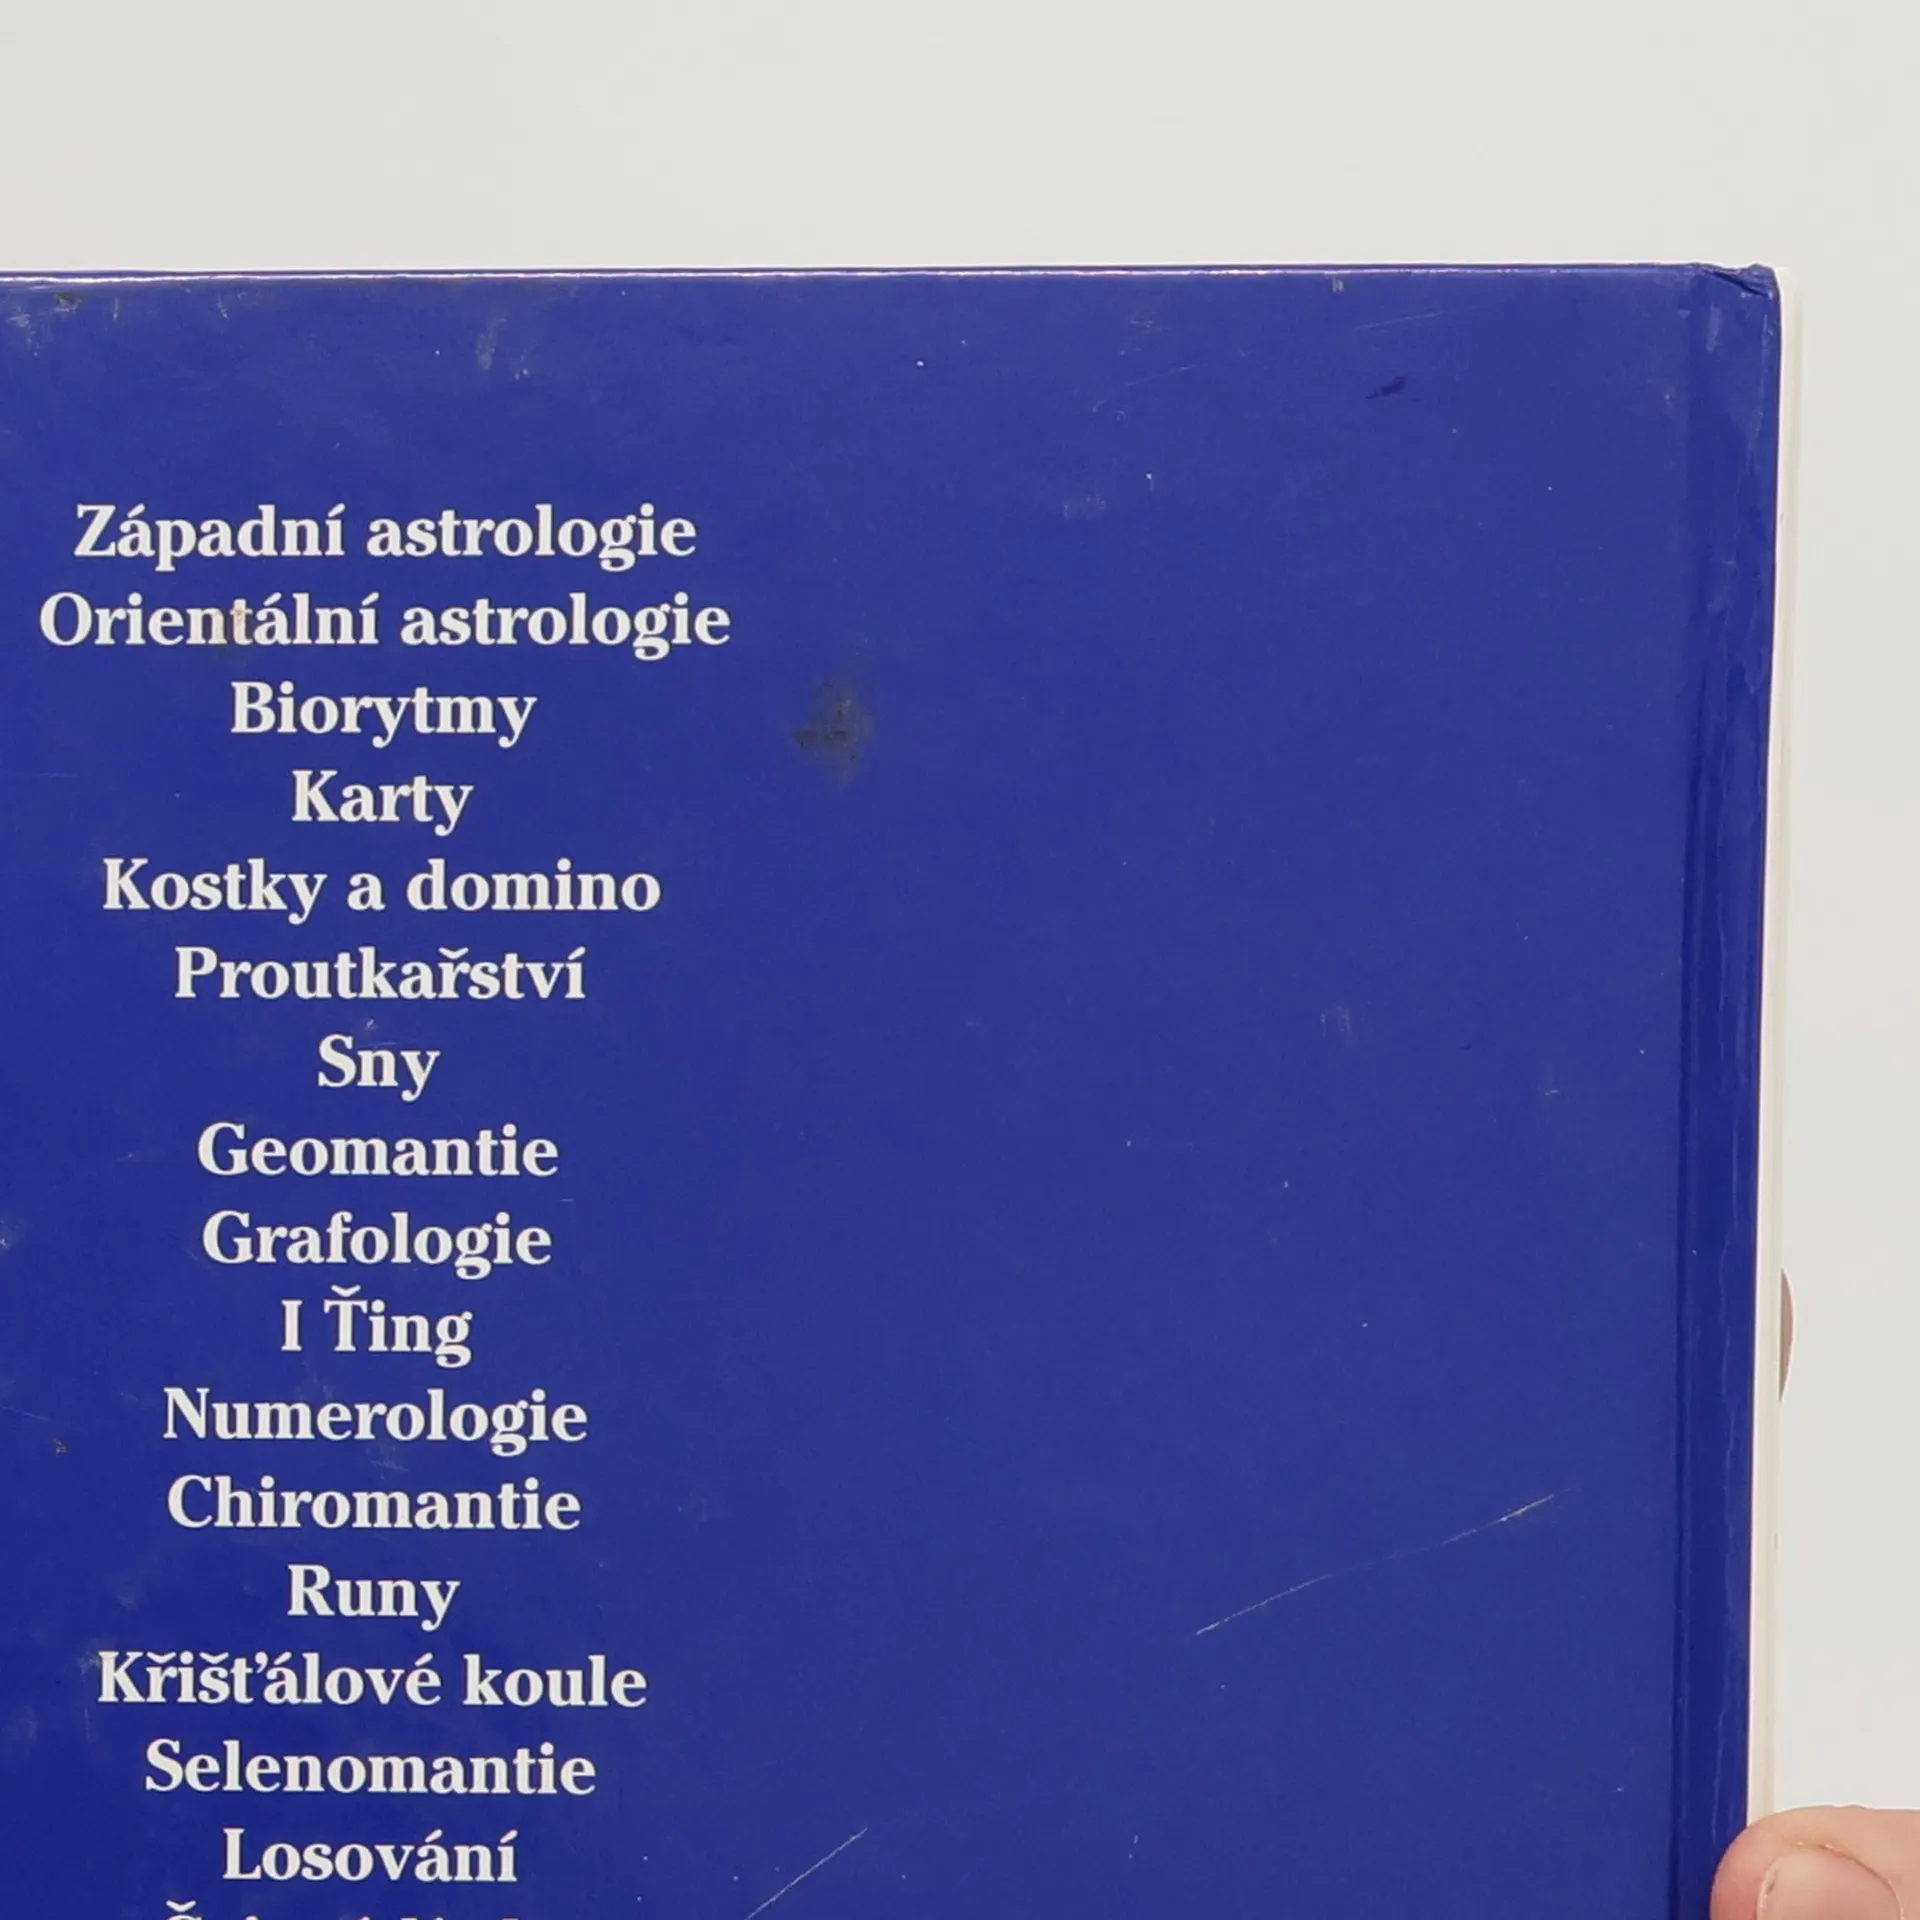 Západní astrologie
Orientální astrologie
Biorytmy
Karty
Kostky a domino
Proutkařství
Sny
Geomantie
Grafologie
I Ťing
Numerologie
Chiromantie
Runy
Křišťálové koule
Selenomantie
Losování